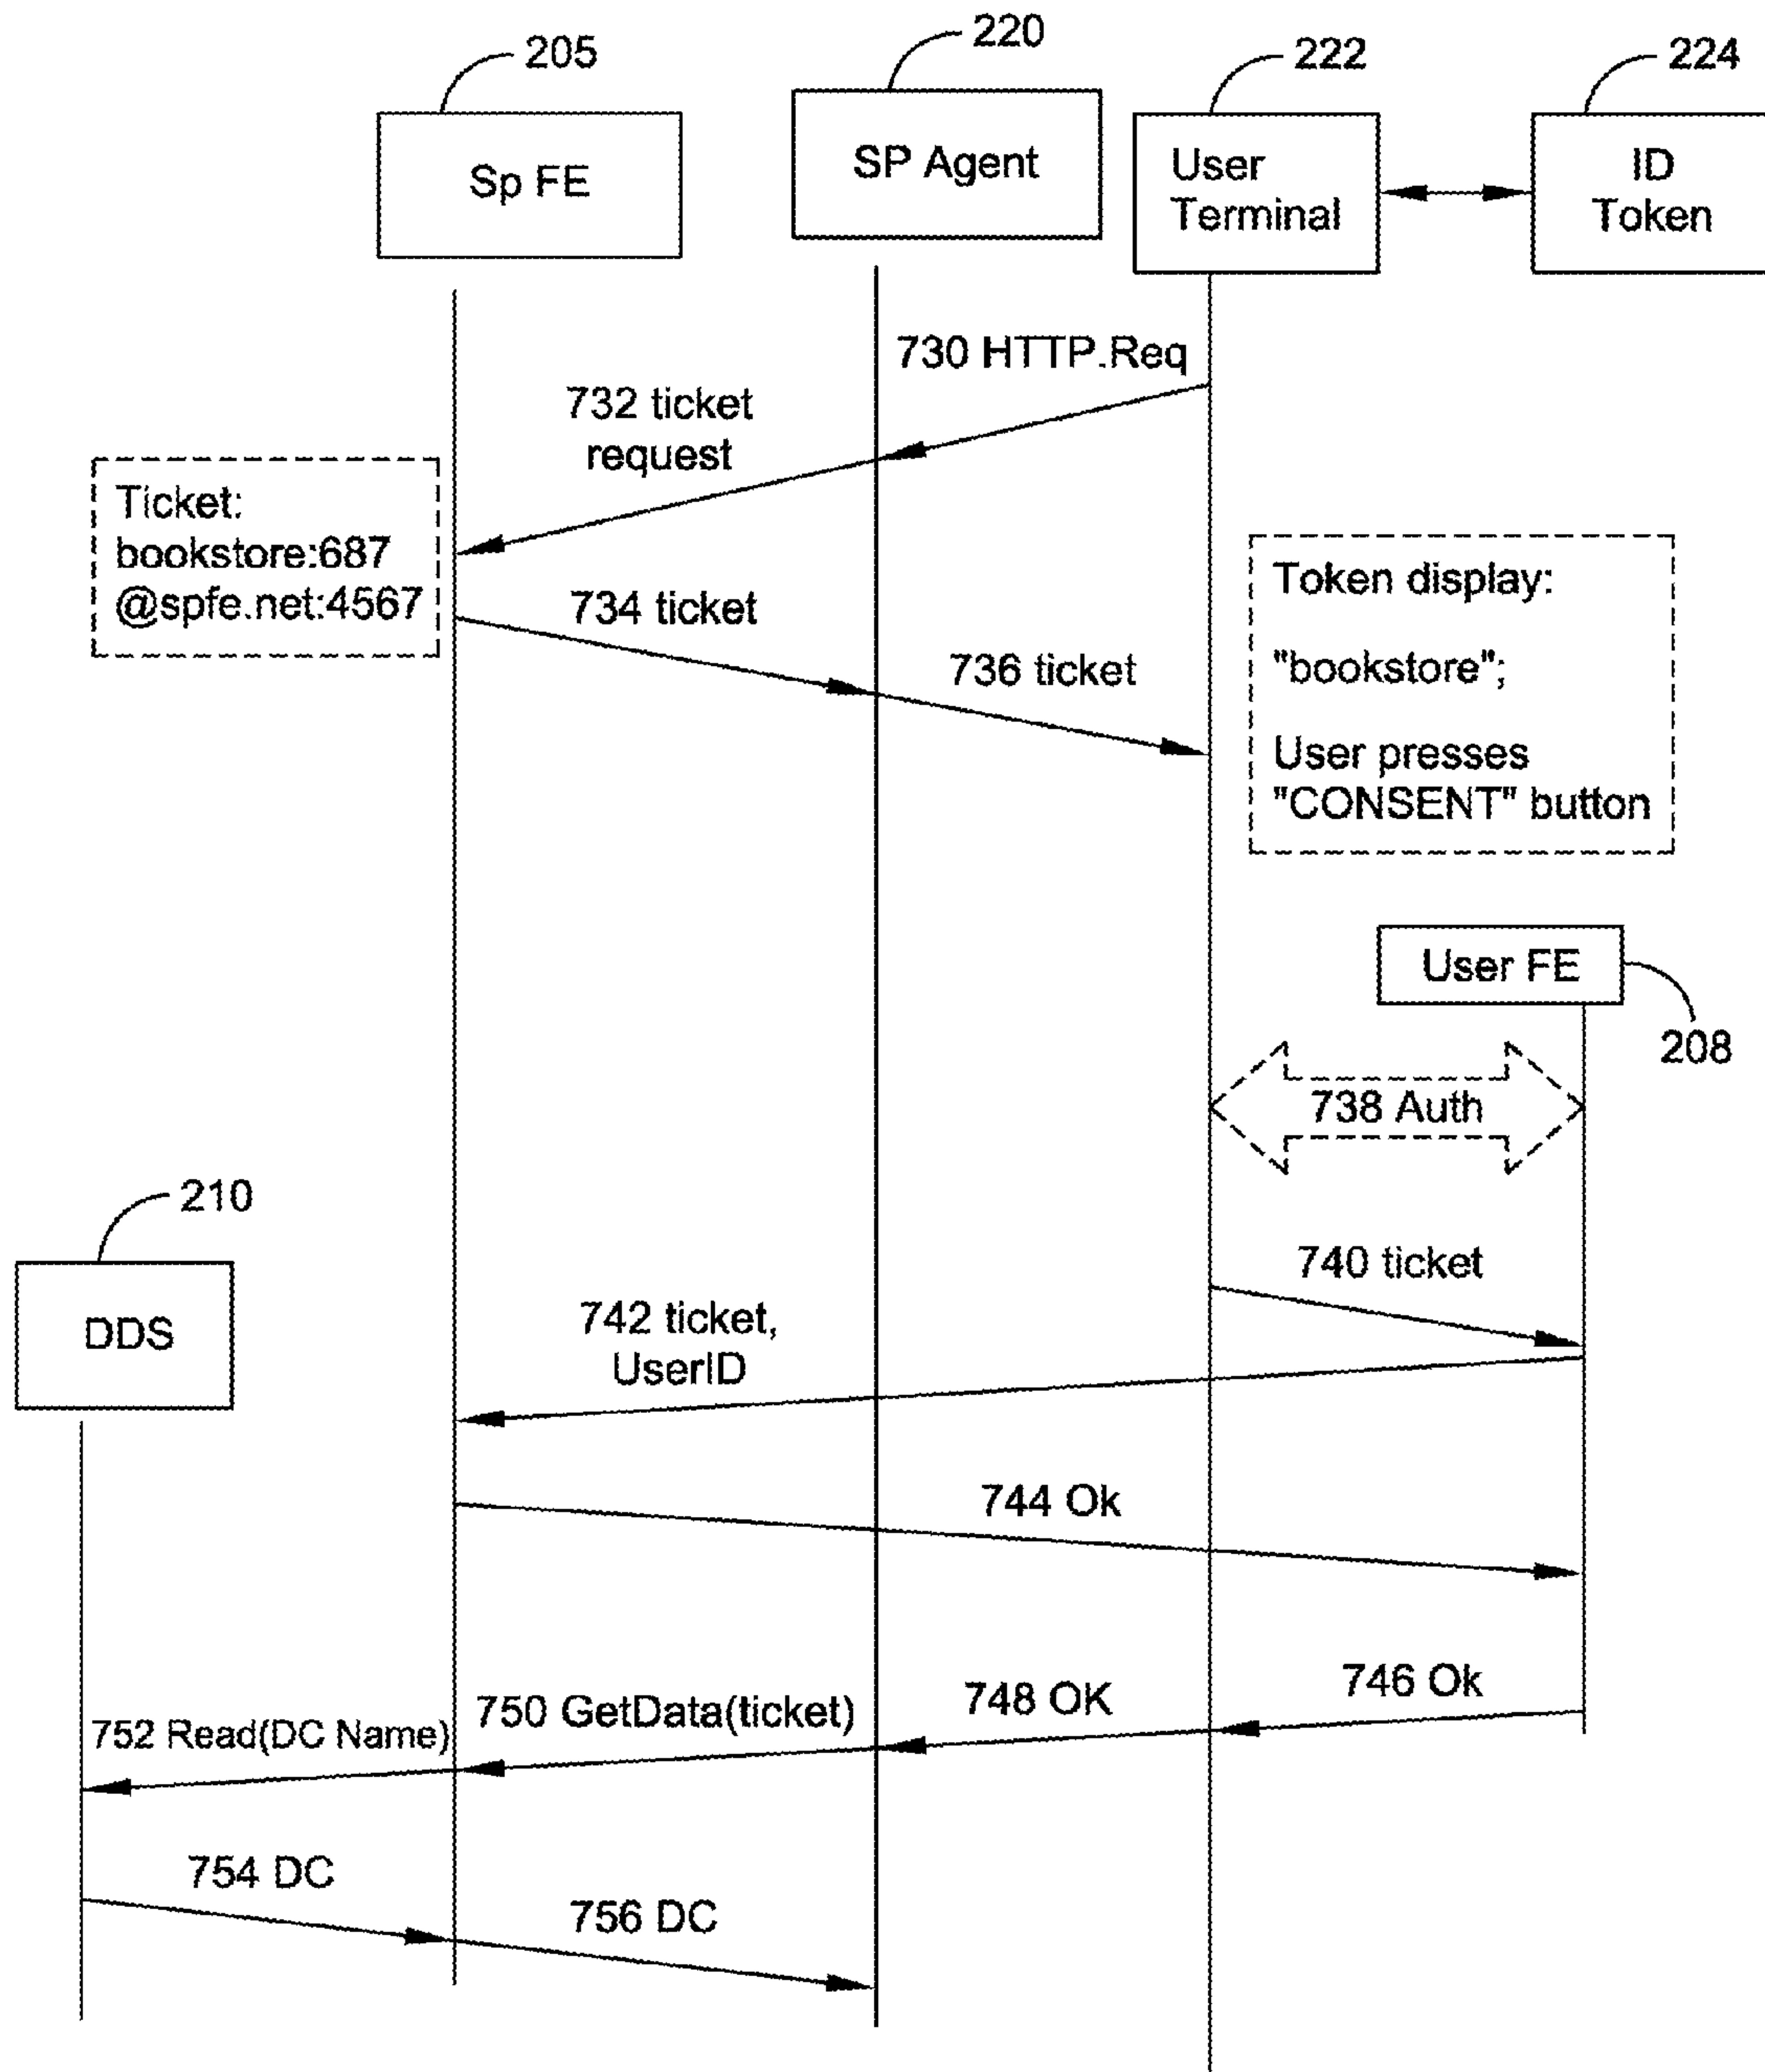 205
220
222
224
Sp FE
SP Agent
User
Terminal
ID
Token
730 HTTP.Req
732 ticket
request
Ticket:
bookstore:687
@spfe.net:4567
734 ticket
736 ticket
Token display:
"bookstore";
User presses
"CONSENT" button
User FE
208
738 Auth
210
DDS
740 ticket
742 ticket,
UserID
744 Ok
746 Ok
748 OK
750 GetData(ticket)
752 Read(DC Name)
754 DC
756 DC